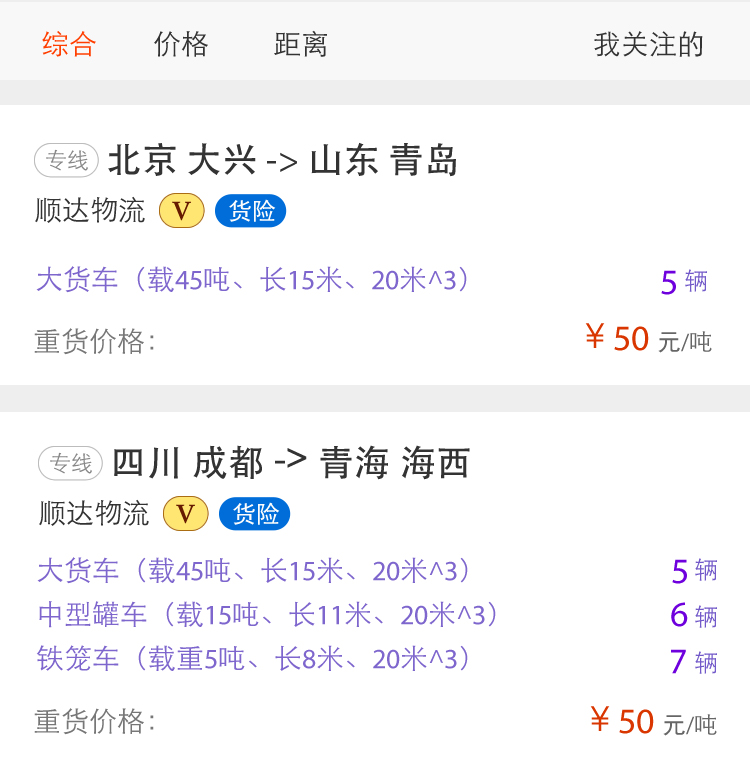 综合 价格 距离 我关注的
专线 北京 大兴 -> 山东 青岛
顺达物流 V 货险
大货车（载45吨、长15米、20米^3） 5 辆
重货价格： ￥50 元/吨
专线 四川 成都 -> 青海 海西
顺达物流 V 货险
大货车（载45吨、长15米、20米^3） 5 辆
中型罐车（载15吨、长11米、20米^3） 6 辆
铁笼车（载重5吨、长8米、20米^3） 7 辆
重货价格： ￥50 元/吨